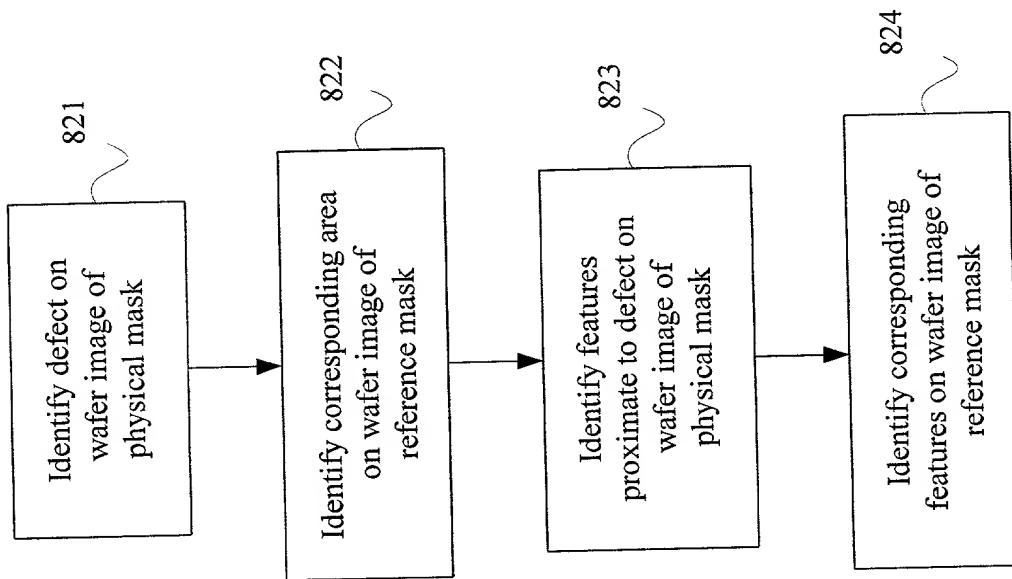 Identify defect on
wafer image of
physical mask
821
Identify corresponding area
on wafer image of
reference mask
822
Identify features
proximate to defect on
wafer image of
physical mask
823
Identify corresponding
features on wafer image of
reference mask
824